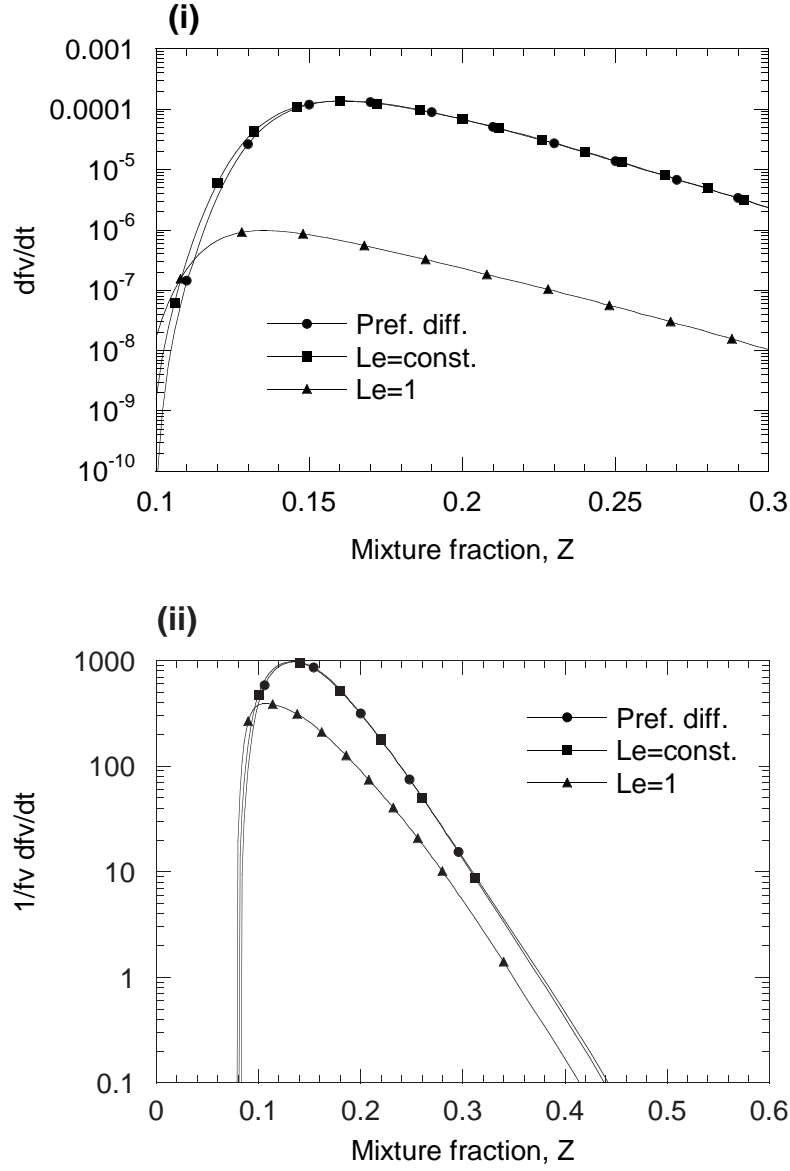 (i)
0.001
0.0001
10-5
10-6
10-7
10-8
10-9
10-10
dfv/dt
Pref. diff.
Le=const.
Le=1
0.1 0.15 0.2 0.25 0.3
Mixture fraction, Z
(ii)
1000
100
10
1
0.1
1/fv dfv/dt
Pref. diff.
Le=const.
Le=1
0 0.1 0.2 0.3 0.4 0.5 0.6
Mixture fraction, Z